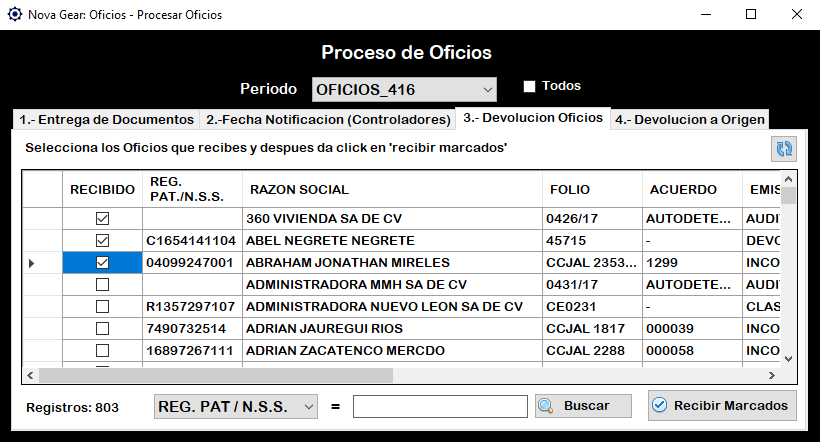 Nova Gear: Oficios - Procesar Oficios
Proceso de Oficios
Periodo OFICIOS_416 Todos
1.- Entrega de Documentos 2.-Fecha Notificacion (Controladores) 3.- Devolucion Oficios 4.- Devolucion a Origen
Selecciona los Oficios que recibes y despues da click en 'recibir marcados'
RECIBIDO REG. PAT./N.S.S. RAZON SOCIAL FOLIO ACUERDO EMIS
360 VIVIENDA SA DE CV 0426/17 AUTODETE... AUDI
C1654141104 ABEL NEGRETE NEGRETE 45715 - DEVO
04099247001 ABRAHAM JONATHAN MIRELES CCJAL 2353... 1299 INCO
ADMINISTRADORA MMH SA DE CV 0431/17 AUTODETE... AUDI
R1357297107 ADMINISTRADORA NUEVO LEON SA DE CV CE0231 - CLAS
7490732514 ADRIAN JAUREGUI RIOS CCJAL 1817 000039 INCO
16897267111 ADRIAN ZACATENCO MERCDO CCJAL 2288 000058 INCO
Registros: 803 REG. PAT / N.S.S. = Buscar Recibir Marcados